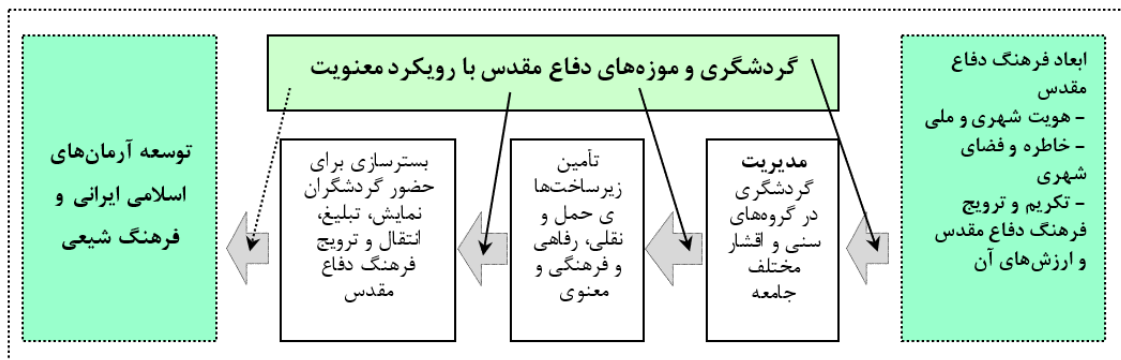 گردشگری و موزه‌های دفاع مقدس با رویکرد معنویت
ابعاد فرهنگ دفاع
مقدس
- هویت شهری و ملی
- خاطره و فضای
شهری
- تکریم و ترویج
فرهنگ دفاع مقدس
و ارزش‌های آن
مدیریت
گردشگری
در گروه‌های
سنی و اقشار
مختلف
جامعه
تأمین
زیرساخت‌ها
ی حمل و
نقلی، رفاهی
و فرهنگی و
معنوی
بسترسازی برای
حضور گردشگران
نمایش، تبلیغ،
انتقال و ترویج
فرهنگ دفاع
مقدس
توسعه آرمان‌های
اسلامی ایرانی و
فرهنگ شیعی